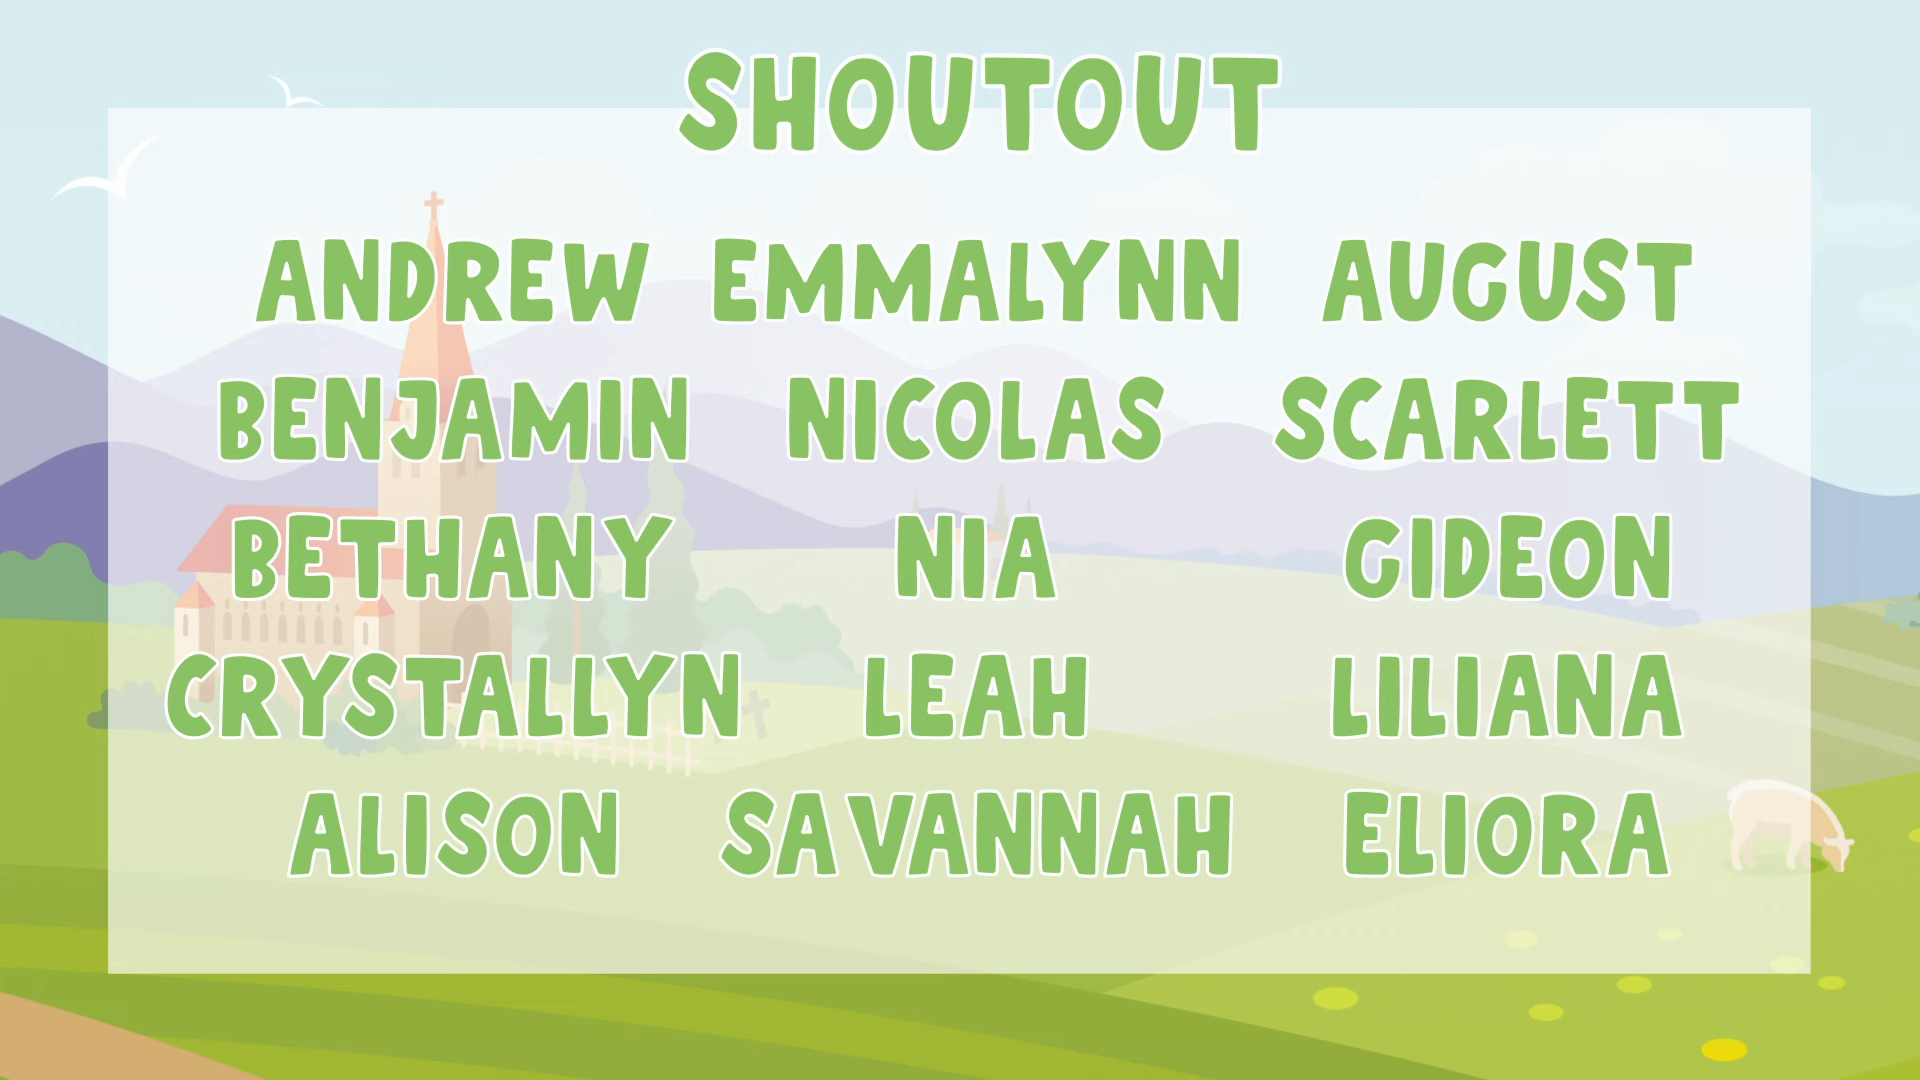 SHOUTOUT
ANDREW EMMALYNN AUGUST
BENJAMIN NICOLAS SCARLETT
BETHANY NIA GIDEON
CRYSTALLYN LEAH LILIANA
ALISON SAVANNAH ELIORA